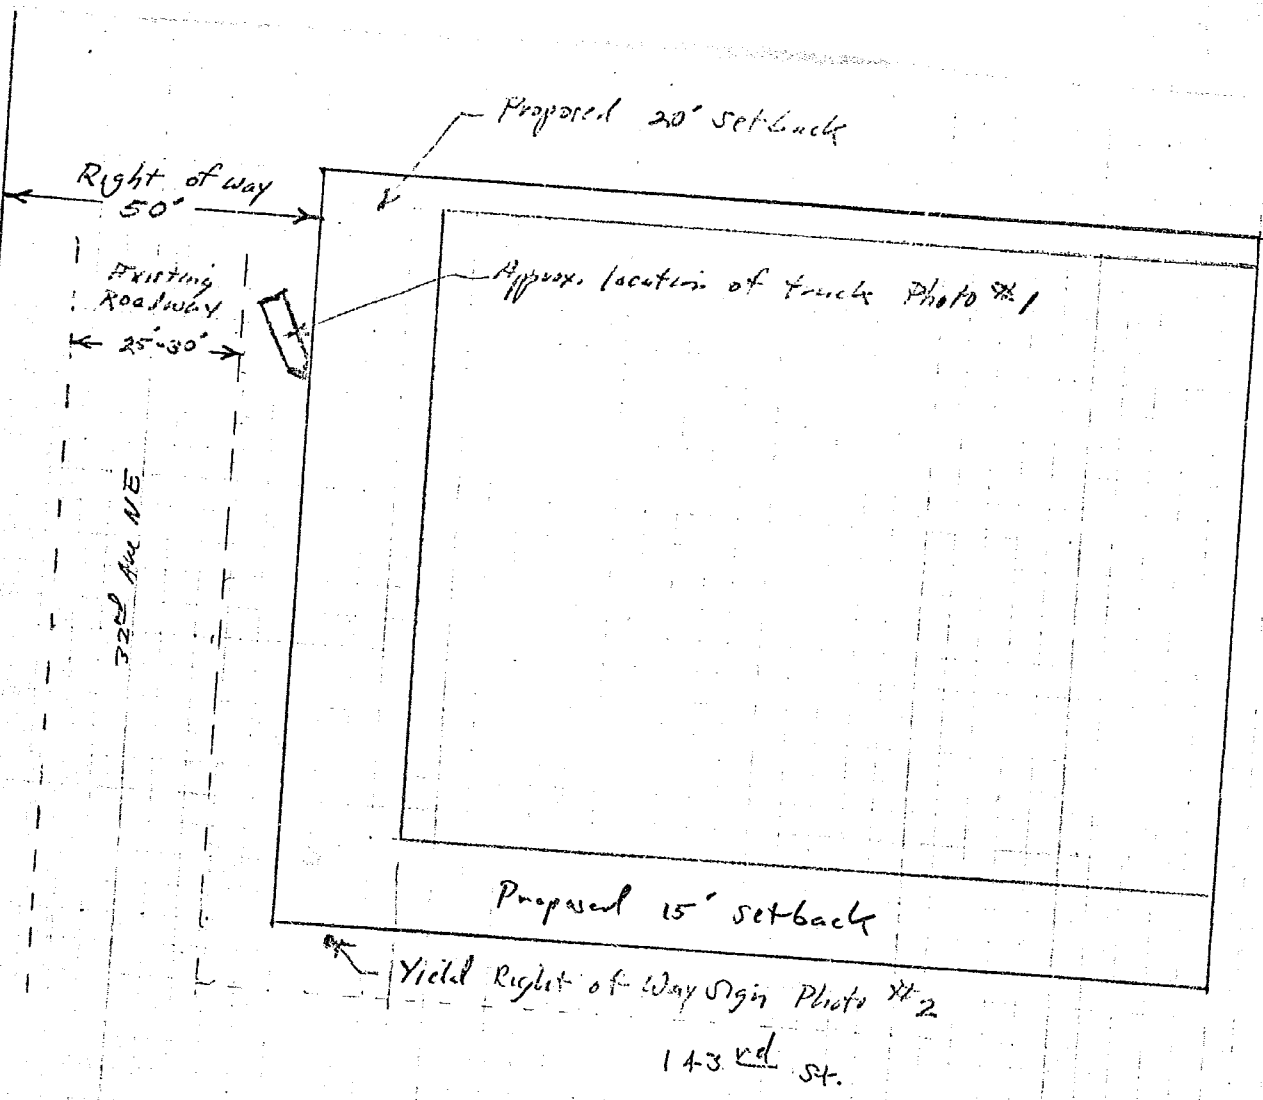 Proposed 20' setback
Right of way
50'
Existing
Roadway
25'-30'
Approx. location of truck Photo #1
32nd Ave NE
Proposed 15' setback
Yield Right of Way Sign Photo #2
143rd St.